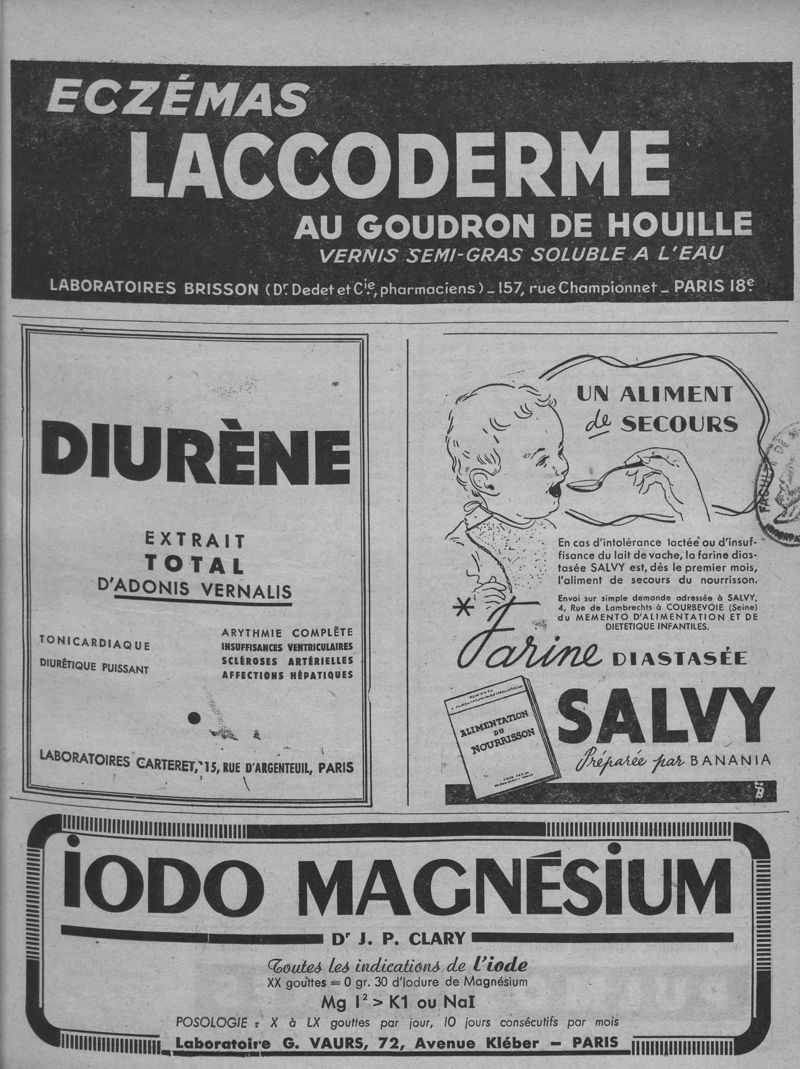 ECZÉMAS
LACCODERME
AU GOUDRON DE HOUILLE
VERNIS SEMI-GRAS SOLUBLE A L'EAU
LABORATOIRES BRISSON (Dr. Dedet et Cie, pharmaciens) _ 157, rue Championnet _ PARIS 18e
DIURÈNE
EXTRAIT
TOTAL
D'ADONIS VERNALIS
TONICARDIAQUE
DIURÉTIQUE PUISSANT
ARYTHMIE COMPLÈTE
INSUFFISANCES VENTRICULAIRES
SCLÉROSES ARTÉRIELLES
AFFECTIONS HÉPATIQUES
LABORATOIRES CARTERET, 15, RUE D'ARGENTEUIL, PARIS
UN ALIMENT
de SECOURS
En cas d'intolérance lactée ou d'insuf-
fisance du lait de vache, la farine dias-
tasée SALVY est, dès le premier mois,
l'aliment de secours du nourrisson.
Envoi sur simple demande adressée à SALVY,
4, Rue de Lambrechts à COURBEVOIE (Seine)
du MEMENTO D'ALIMENTATION ET DE
DIETETIQUE INFANTILES.
* Farine DIASTASÉE
ALIMENTATION
DU
NOURRISSON
SALVY
Préparée par BANANIA
IODO MAGNÉSIUM
Dr J. P. CLARY
Toutes les indications de l'iode
XX gouttes = 0 gr. 30 d'Iodure de Magnésium
Mg I² > K1 ou NaI
POSOLOGIE : X à LX gouttes par jour, 10 jours consécutifs par mois
Laboratoire G. VAURS, 72, Avenue Kléber — PARIS